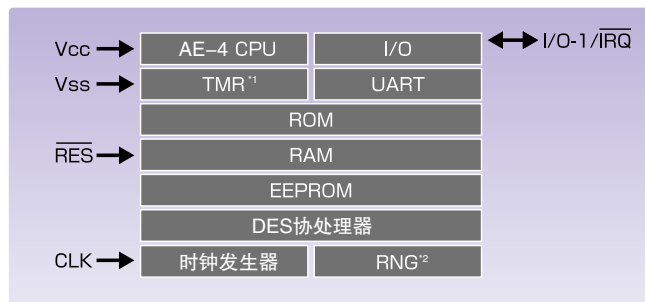 Vcc AE-4 CPU I/O I/O-1/IRQ
Vss TMR*1 UART
ROM
RES RAM
EEPROM
DES协处理器
CLK 时钟发生器 RNG*2